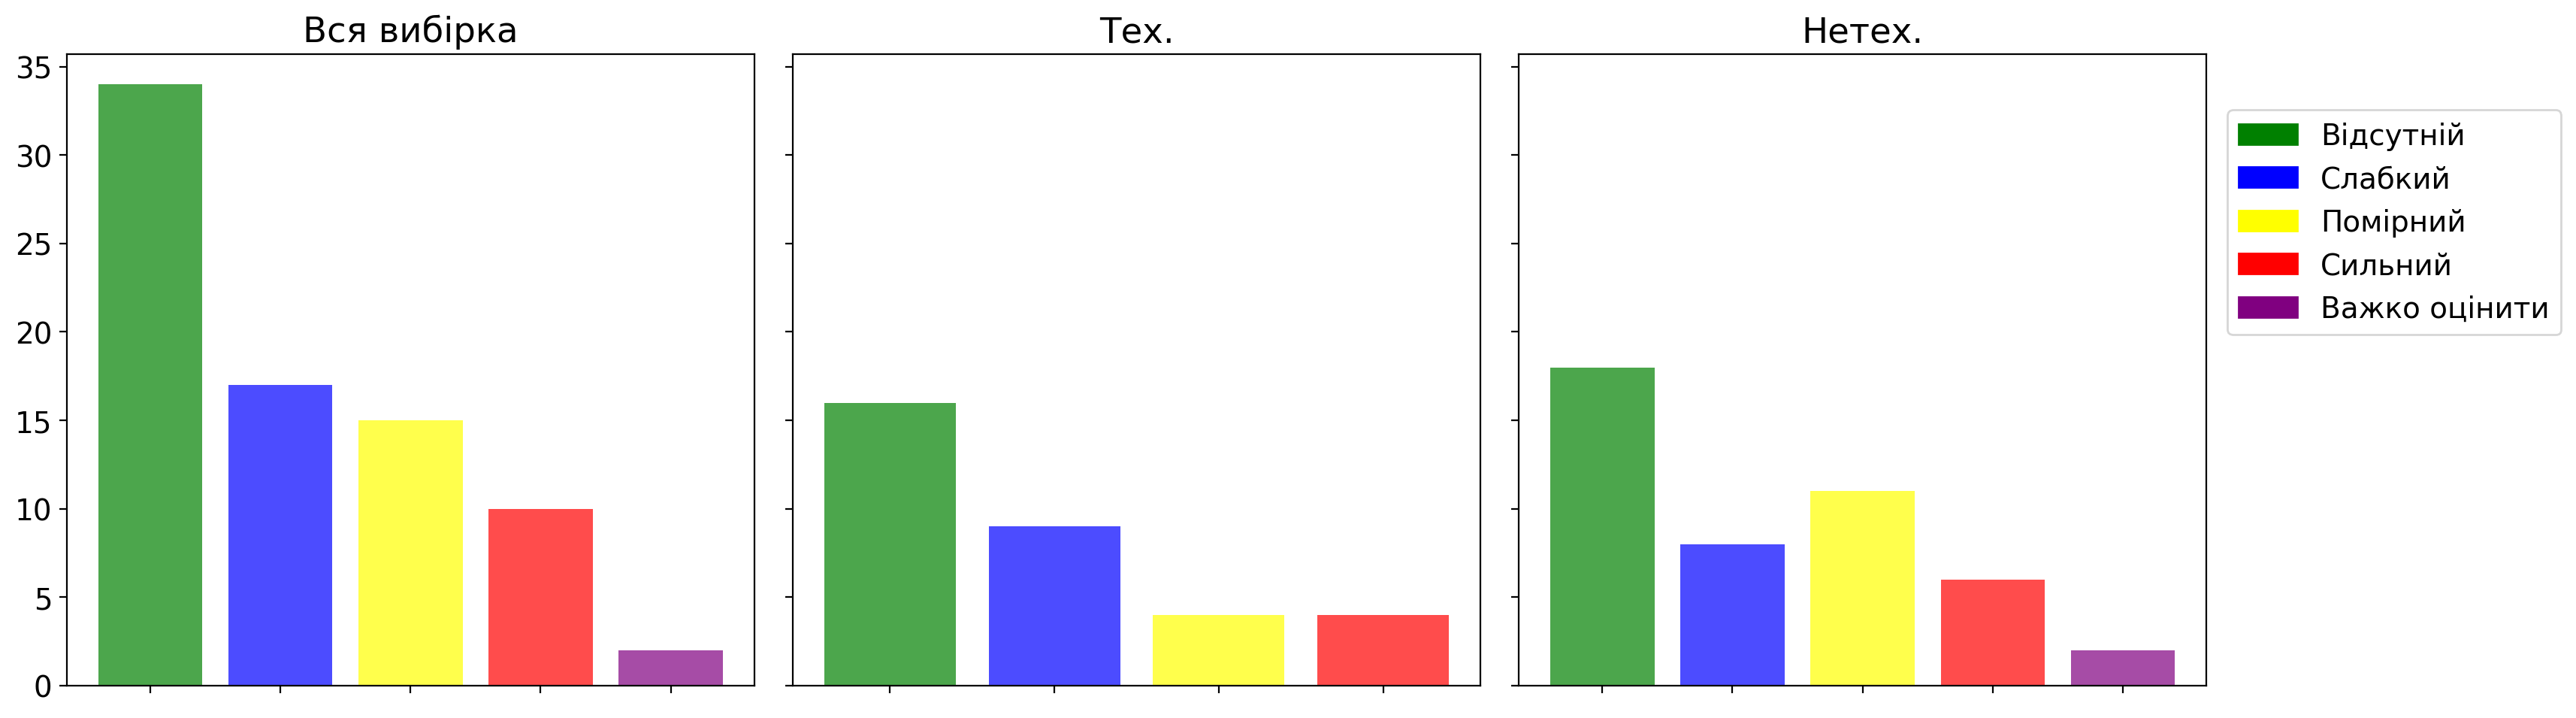 Вся вибірка
Тех.
Нетех.
35
30
25
20
15
10
5
0
Відсутній
Слабкий
Помірний
Сильний
Важко оцінити